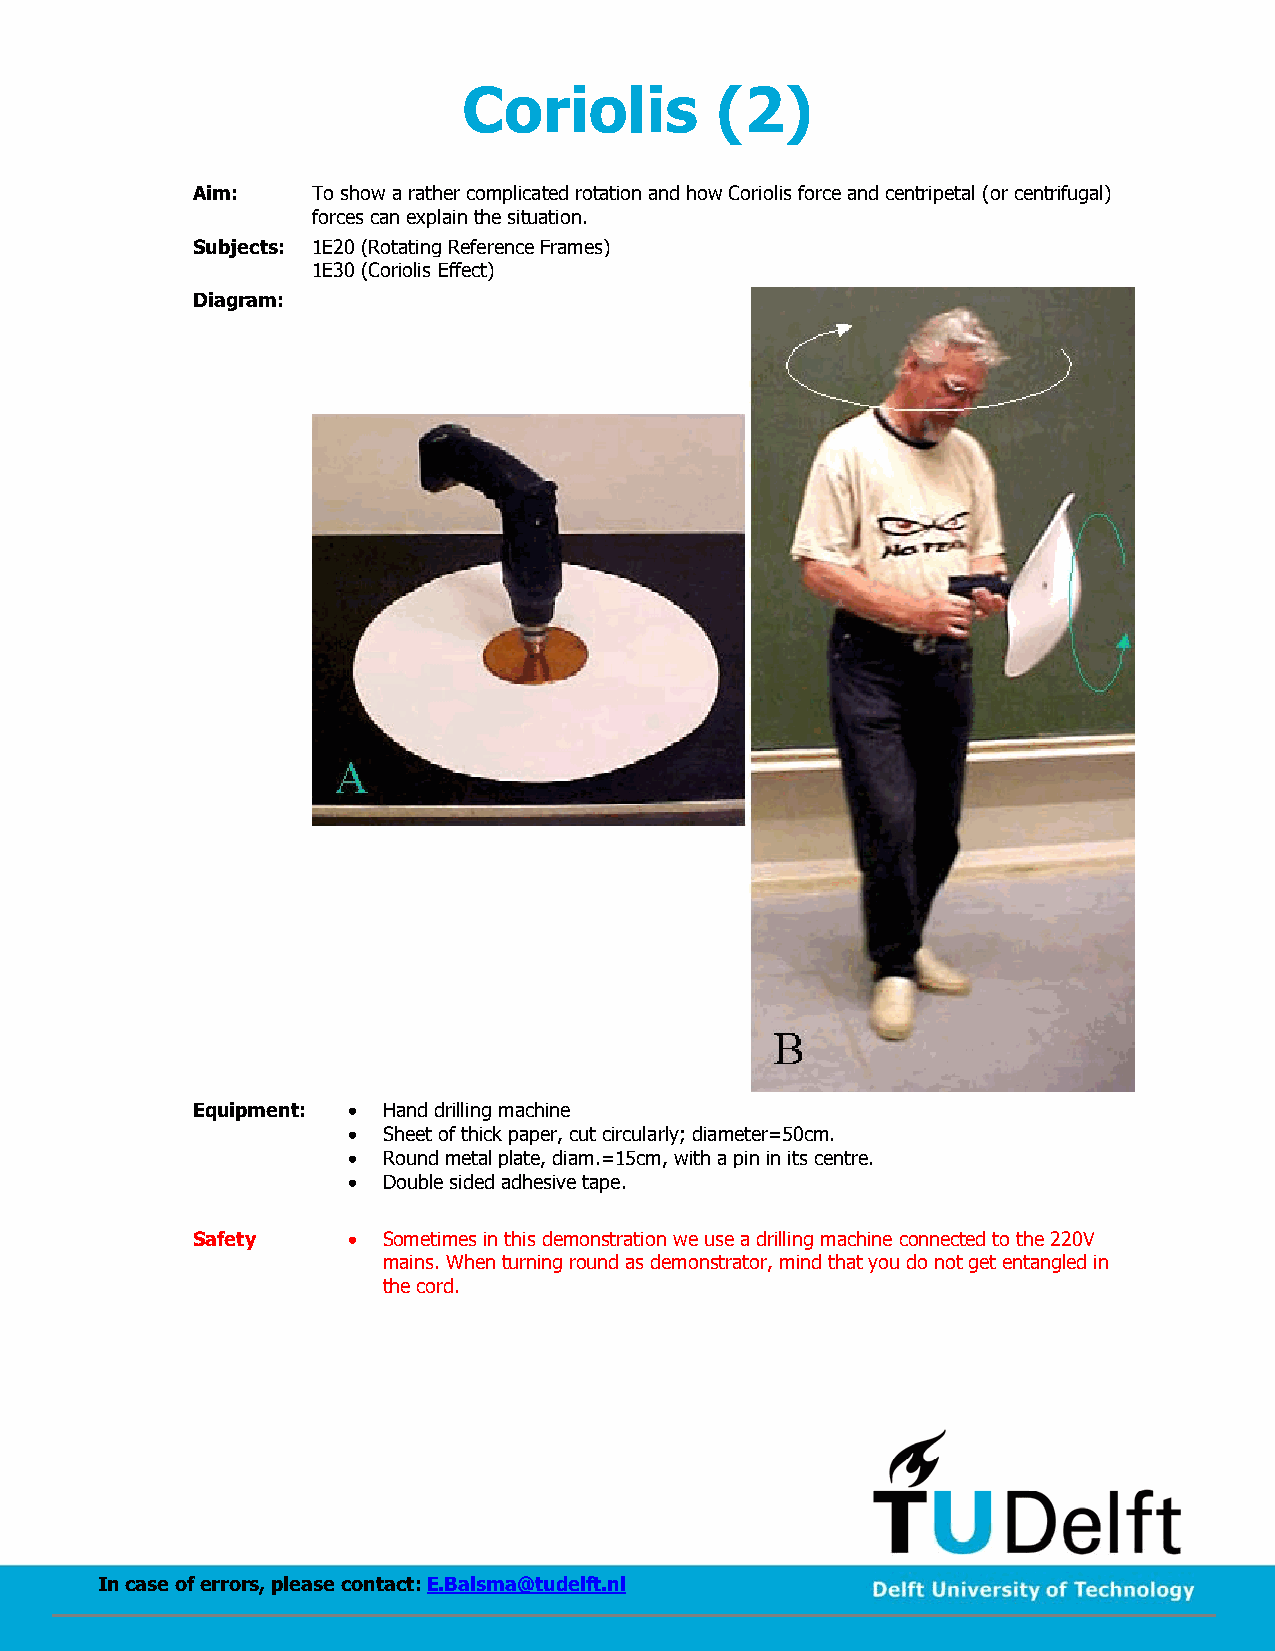 Coriolis (2)
Aim: To show a rather complicated rotation and how Coriolis force and centripetal (or centrifugal)
forces can explain the situation.
Subjects: 1E20 (Rotating Reference Frames)
1E30 (Coriolis Effect)
Diagram:
A
B
Equipment: • Hand drilling machine
• Sheet of thick paper, cut circularly; diameter=50cm.
• Round metal plate, diam.=15cm, with a pin in its centre.
• Double sided adhesive tape.
Safety • Sometimes in this demonstration we use a drilling machine connected to the 220V
mains. When turning round as demonstrator, mind that you do not get entangled in
the cord.
TUDelft
In case of errors, please contact: E.Balsma@tudelft.nl
Delft University of Technology